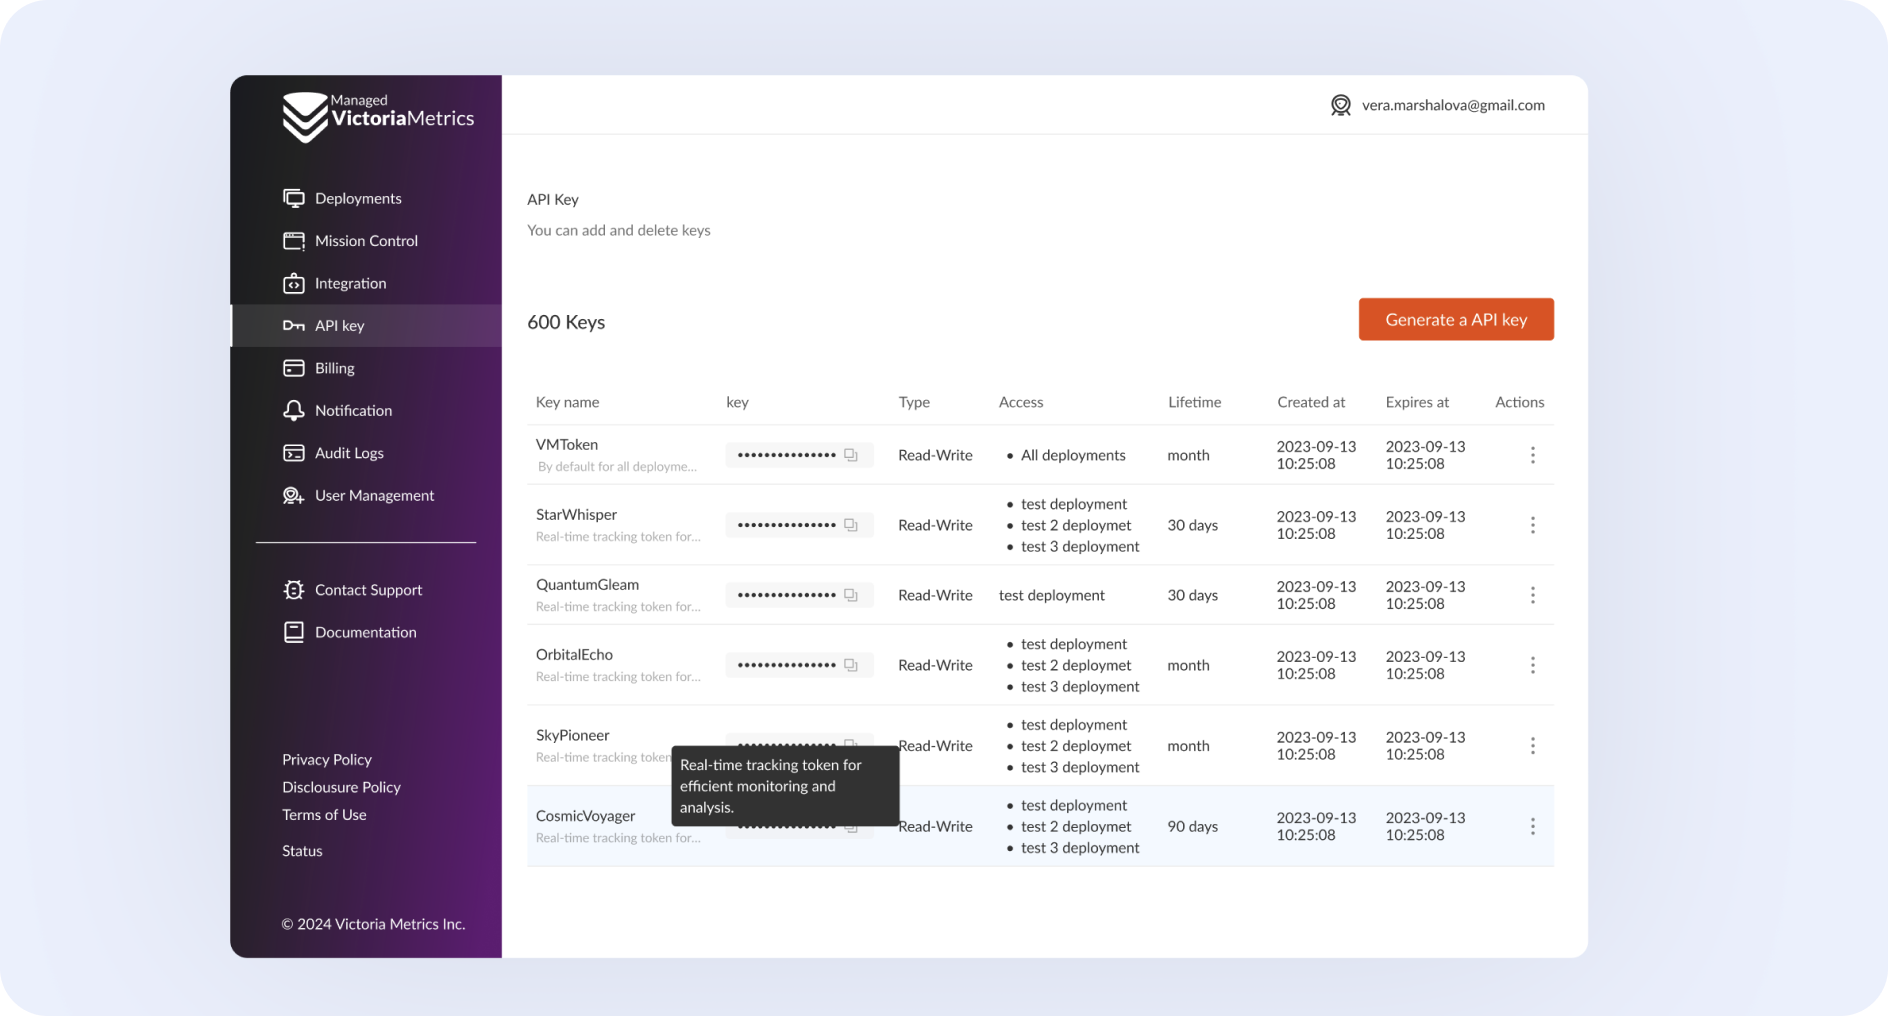 Managed
VictoriaMetrics
vera.marshalova@gmail.com
Deployments
Mission Control
Integration
API key
Billing
Notification
Audit Logs
User Management
Contact Support
Documentation
Privacy Policy
Disclousure Policy
Terms of Use
Status
© 2024 Victoria Metrics Inc.
API Key
You can add and delete keys
600 Keys
Generate a API key
Key name key Type Access Lifetime Created at Expires at Actions
VMToken
By default for all deployme...
••••••••••••••• Read-Write
• All deployments
month
2023-09-13
10:25:08
2023-09-13
10:25:08
StarWhisper
Real-time tracking token for...
••••••••••••••• Read-Write
• test deployment
• test 2 deploymet
• test 3 deployment
30 days
2023-09-13
10:25:08
2023-09-13
10:25:08
QuantumGleam
Real-time tracking token for...
••••••••••••••• Read-Write
test deployment
30 days
2023-09-13
10:25:08
2023-09-13
10:25:08
OrbitalEcho
Real-time tracking token for...
••••••••••••••• Read-Write
• test deployment
• test 2 deploymet
• test 3 deployment
month
2023-09-13
10:25:08
2023-09-13
10:25:08
SkyPioneer
Real-time tracking token
••••••••••••••• Read-Write
• test deployment
• test 2 deploymet
• test 3 deployment
month
2023-09-13
10:25:08
2023-09-13
10:25:08
Real-time tracking token for
efficient monitoring and
analysis.
CosmicVoyager
Real-time tracking token for...
••••••••••••••• Read-Write
• test deployment
• test 2 deploymet
• test 3 deployment
90 days
2023-09-13
10:25:08
2023-09-13
10:25:08